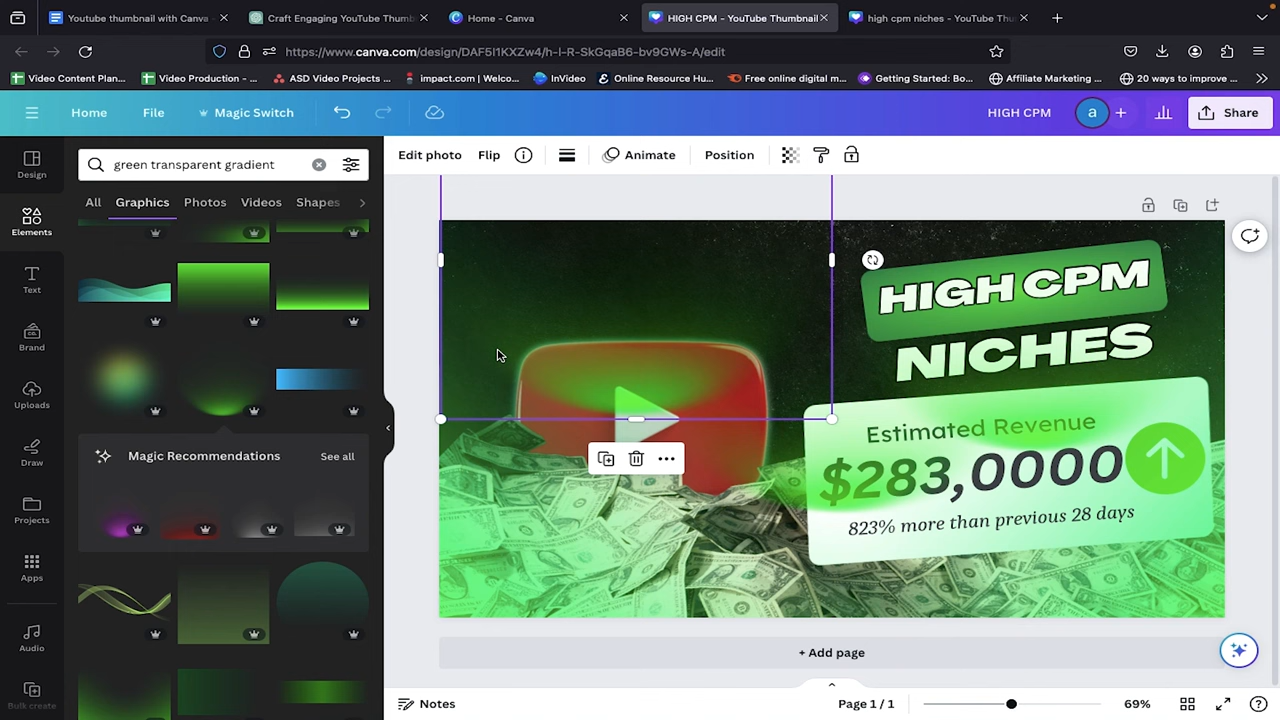 Youtube thumbnail with Canva
Craft Engaging YouTube Thumb
Home - Canva
HIGH CPM - YouTube Thumbnail
high cpm niches - YouTube Thu
https://www.canva.com/design/DAF5I1KXZw4/h-l-R-SkGqaB6-bv9GWs-A/edit
Video Content Plan...
Video Production - ...
ASD Video Projects ...
impact.com | Welco...
InVideo
Online Resource Hu...
Free online digital m...
Getting Started: Bo...
Affiliate Marketing ...
20 ways to improve ...
Home
File
Magic Switch
HIGH CPM
a
Share
Design
Elements
Text
Brand
Uploads
Draw
Projects
Apps
Audio
Bulk create
green transparent gradient
All
Graphics
Photos
Videos
Shapes
Magic Recommendations
See all
Edit photo
Flip
Animate
Position
HIGH CPM
NICHES
Estimated Revenue
$283,0000
823% more than previous 28 days
+ Add page
Notes
Page 1 / 1
69%